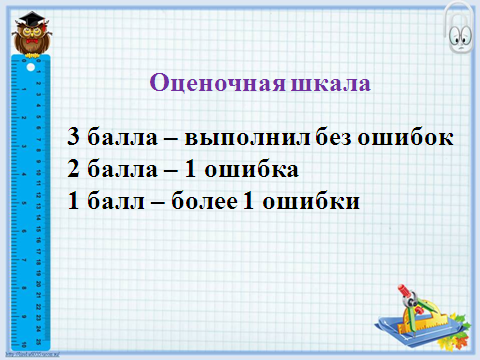 Оценочная шкала
3 балла – выполнил без ошибок
2 балла – 1 ошибка
1 балл – более 1 ошибки